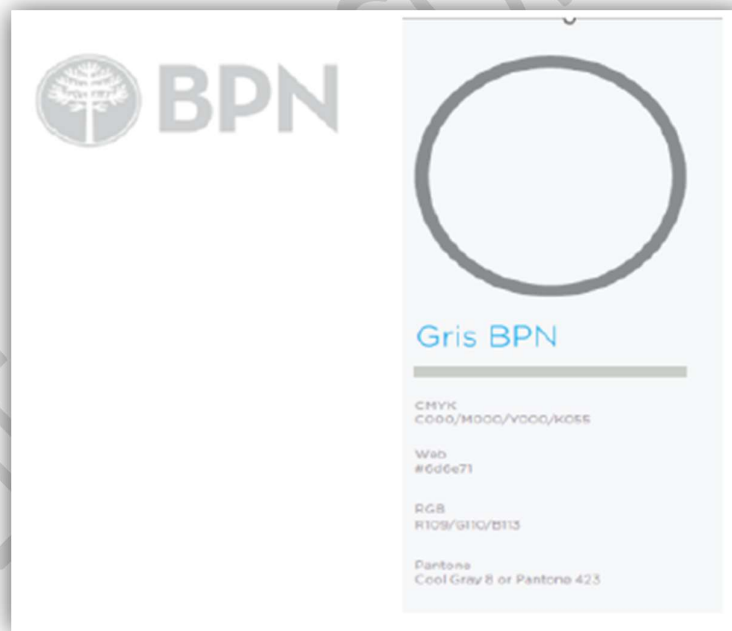 BPN
Gris BPN
CMYK
C000/M000/Y000/K055
Web
#6d6e71
RGB
R109/G110/B113
Pantone
Cool Gray 8 or Pantone 423